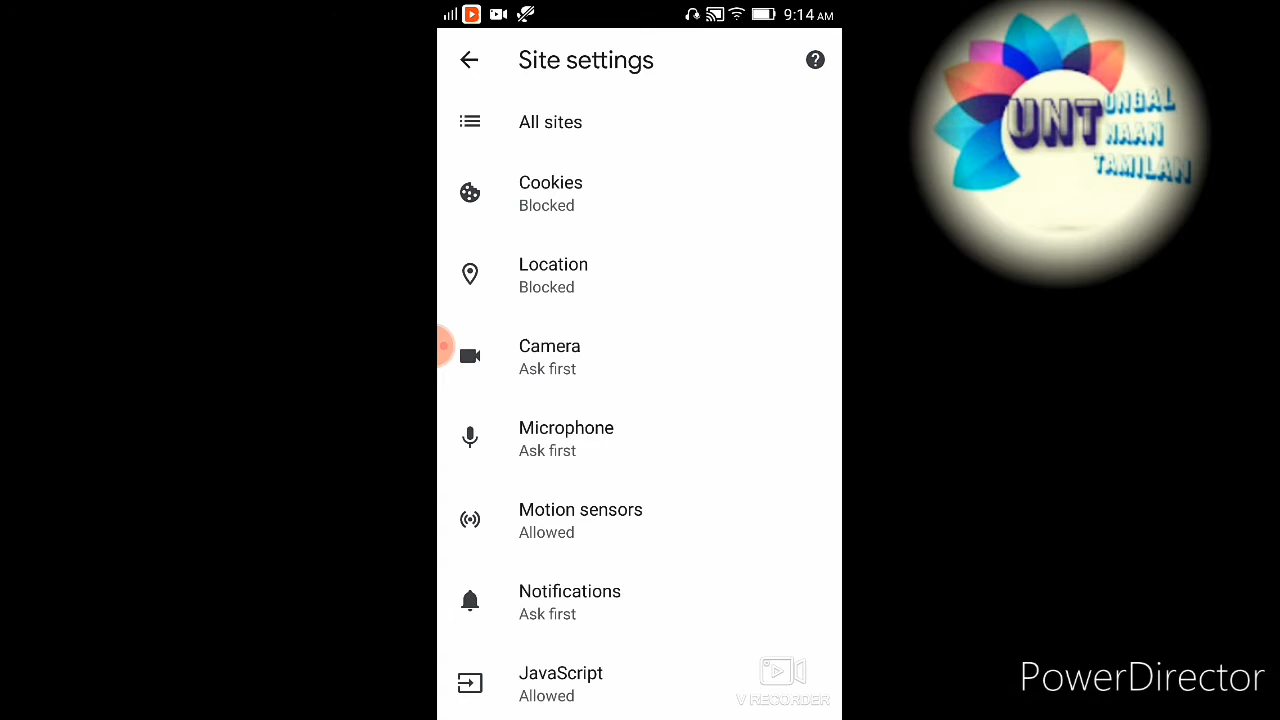 9:14 AM
Site settings
All sites
Cookies
Blocked
Location
Blocked
Camera
Ask first
Microphone
Ask first
Motion sensors
Allowed
Notifications
Ask first
JavaScript
Allowed
V RECORDER
UNT UNGAL
NAAN
TAMILAN
PowerDirector